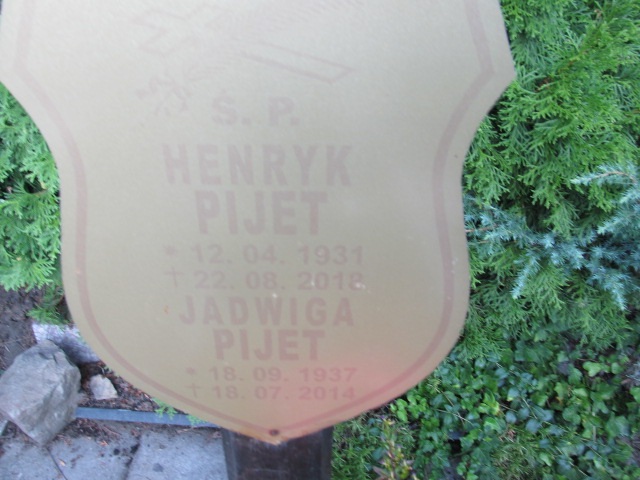 Ś. P.
HENRYK
PIJET
* 12. 04. 1931
† 22. 08. 2018
JADWIGA
PIJET
* 18. 09. 1937
† 18. 07. 2014